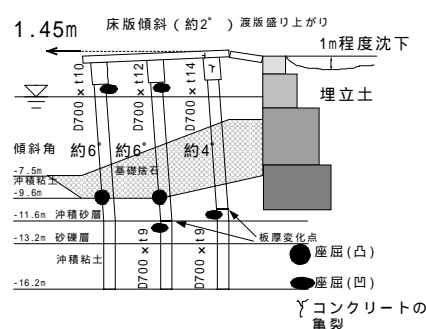 1.45m
床版傾斜(約2°)
渡版盛り上がり
1m程度沈下
D700×t10
D700×t12
D700×t14
埋立土
傾斜角 約6° 約6° 約4°
-7.5m
基礎捨石
沖積粘土
-9.6m
-11.6m 沖積砂層
板厚変化点
-13.2m 砂礫層
座屈(凸)
沖積粘土
D700×t9
D700×t9
座屈(凹)
-16.2m
コンクリートの
亀裂